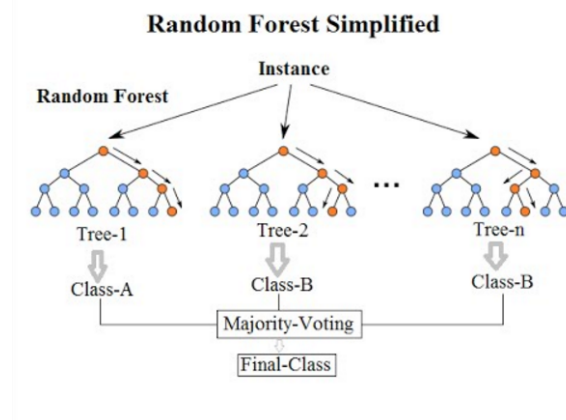 Random Forest Simplified
Instance
Random Forest
...
Tree-1
Tree-2
Tree-n
Class-A
Class-B
Class-B
Majority-Voting
Final-Class